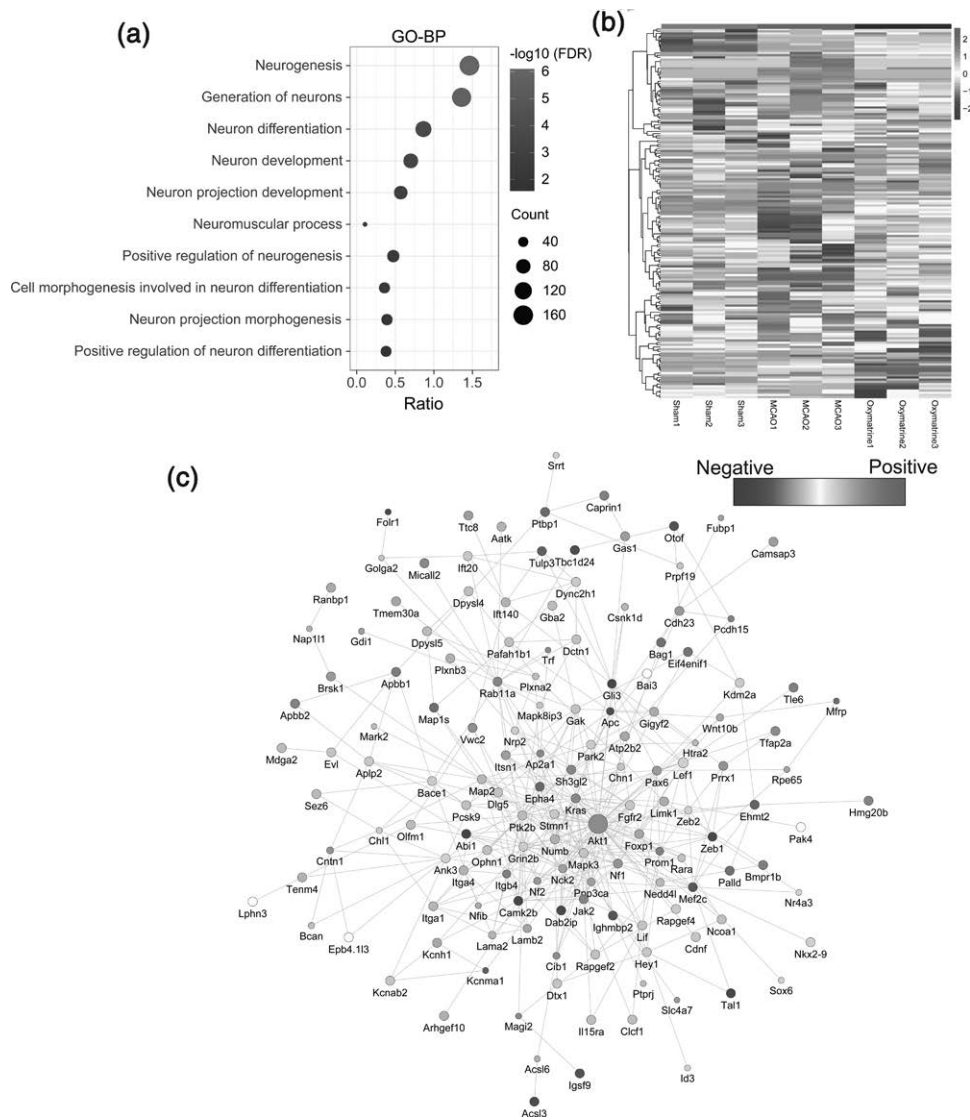 (a)
GO-BP
Neurogenesis
Generation of neurons
Neuron differentiation
Neuron development
Neuron projection development
Neuromuscular process
Positive regulation of neurogenesis
Cell morphogenesis involved in neuron differentiation
Neuron projection morphogenesis
Positive regulation of neuron differentiation
0.0 0.5 1.0 1.5
Ratio
-log10 (FDR)
6
5
4
3
2
Count
40
80
120
160
(b)
2
1
0
−1
−2
Sham1 Sham2 Sham3 MCAO1 MCAO2 MCAO3 Oxymatrine1 Oxymatrine2 Oxymatrine3
(c)
Negative Positive
Srrt
Caprin1
Folr1 Ttc8 Aatk Ptbp1 Fubp1
Gas1 Otof
Camsap3
Golga2 Micall2 Ift20 Tulp3 Tbc1d24 Prpf19
Ranbp1 Dpysl4 Dync2h1
Tmem30a Ift140 Gba2 Csnk1d Cdh23 Pcdh15
Nap1l1 Gdi1 Dpysl5 Pafah1b1 Dctn1
Plxnb3 Trf Bag1 Eif4enif1
Brsk1 Apbb1 Rab11a Plxna2 Gli3 Bai3 Kdm2a Tle6
Apbb2 Map1s Mapk8ip3 Gak Apc Gigyf2 Wnt10b Mfrp
Mark2 Vwc2 Nrp2 Atp2b2 Tfap2a
Mdga2 Evl Aplp2 Itsn1 Ap2a1 Park2 Htra2
Sh3gl2 Chn1 Pax6 Lef1 Prrx1 Rpe65
Bace1 Map2 Epha4
Sez6 Pcsk9 Dlg5 Kras Fgfr2 Limk1 Zeb2 Ehmt2 Hmg20b
Chl1 Olfm1 Ptk2b Stmn1 Akt1 Foxp1 Pak4
Abi1 Numb Zeb1
Cntn1 Ank3 Ophn1 Grin2b Mapk3 Nf1 Prom1 Rara Bmpr1b
Tenm4 Itga4 Itgb4 Nf2 Nck2 Nedd4l Palld
Ppp3ca Mef2c Nr4a3
Lphn3 Itga1 Nfib Camk2b Jak2 Rapgef4
Bcan Dab2ip Ighmbp2 Lif Ncoa1
Epb4.1l3 Kcnh1 Lama2 Lamb2 Cdnf Nkx2-9
Kcnma1 Cib1 Rapgef2 Hey1
Kcnab2 Dtx1 Ptprj Sox6
Slc4a7 Tal1
Arhgef10 Magi2 Il15ra Clcf1
Acsl6 Id3
Igsf9
Acsl3